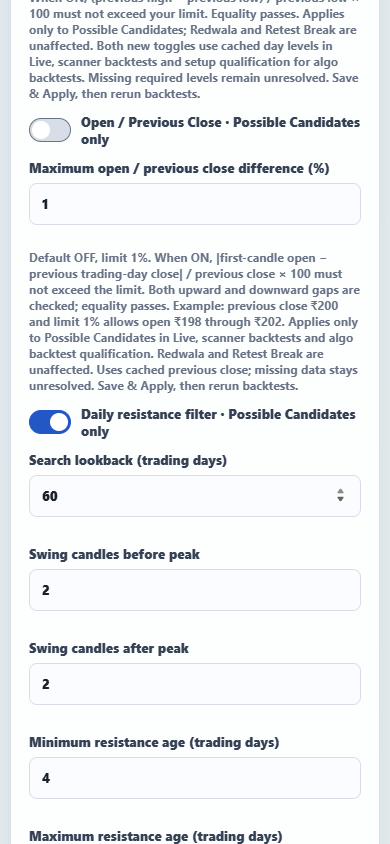 100 must not exceed your limit. Equality passes. Applies
only to Possible Candidates; Redwala and Retest Break are
unaffected. Both new toggles use cached day levels in
Live, scanner backtests and setup qualification for algo
backtests. Missing required levels remain unresolved. Save
& Apply, then rerun backtests.
Open / Previous Close · Possible Candidates
only
Maximum open / previous close difference (%)
1
Default OFF, limit 1%. When ON, |first-candle open −
previous trading-day close| / previous close × 100 must
not exceed the limit. Both upward and downward gaps are
checked; equality passes. Example: previous close ₹200
and limit 1% allows open ₹198 through ₹202. Applies only
to Possible Candidates in Live, scanner backtests and algo
backtest qualification. Redwala and Retest Break are
unaffected. Uses cached previous close; missing data stays
unresolved. Save & Apply, then rerun backtests.
Daily resistance filter · Possible Candidates
only
Search lookback (trading days)
60
Swing candles before peak
2
Swing candles after peak
2
Minimum resistance age (trading days)
4
Maximum resistance age (trading days)